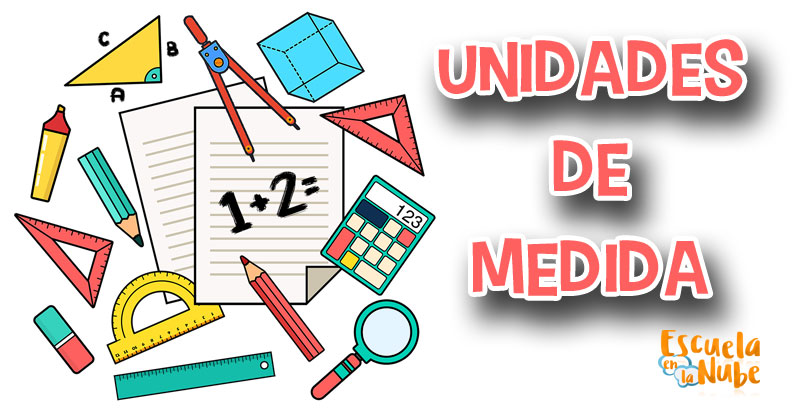 C
B
A
1+2=
123
UNIDADES
DE
MEDIDA
Escuela
en la Nube